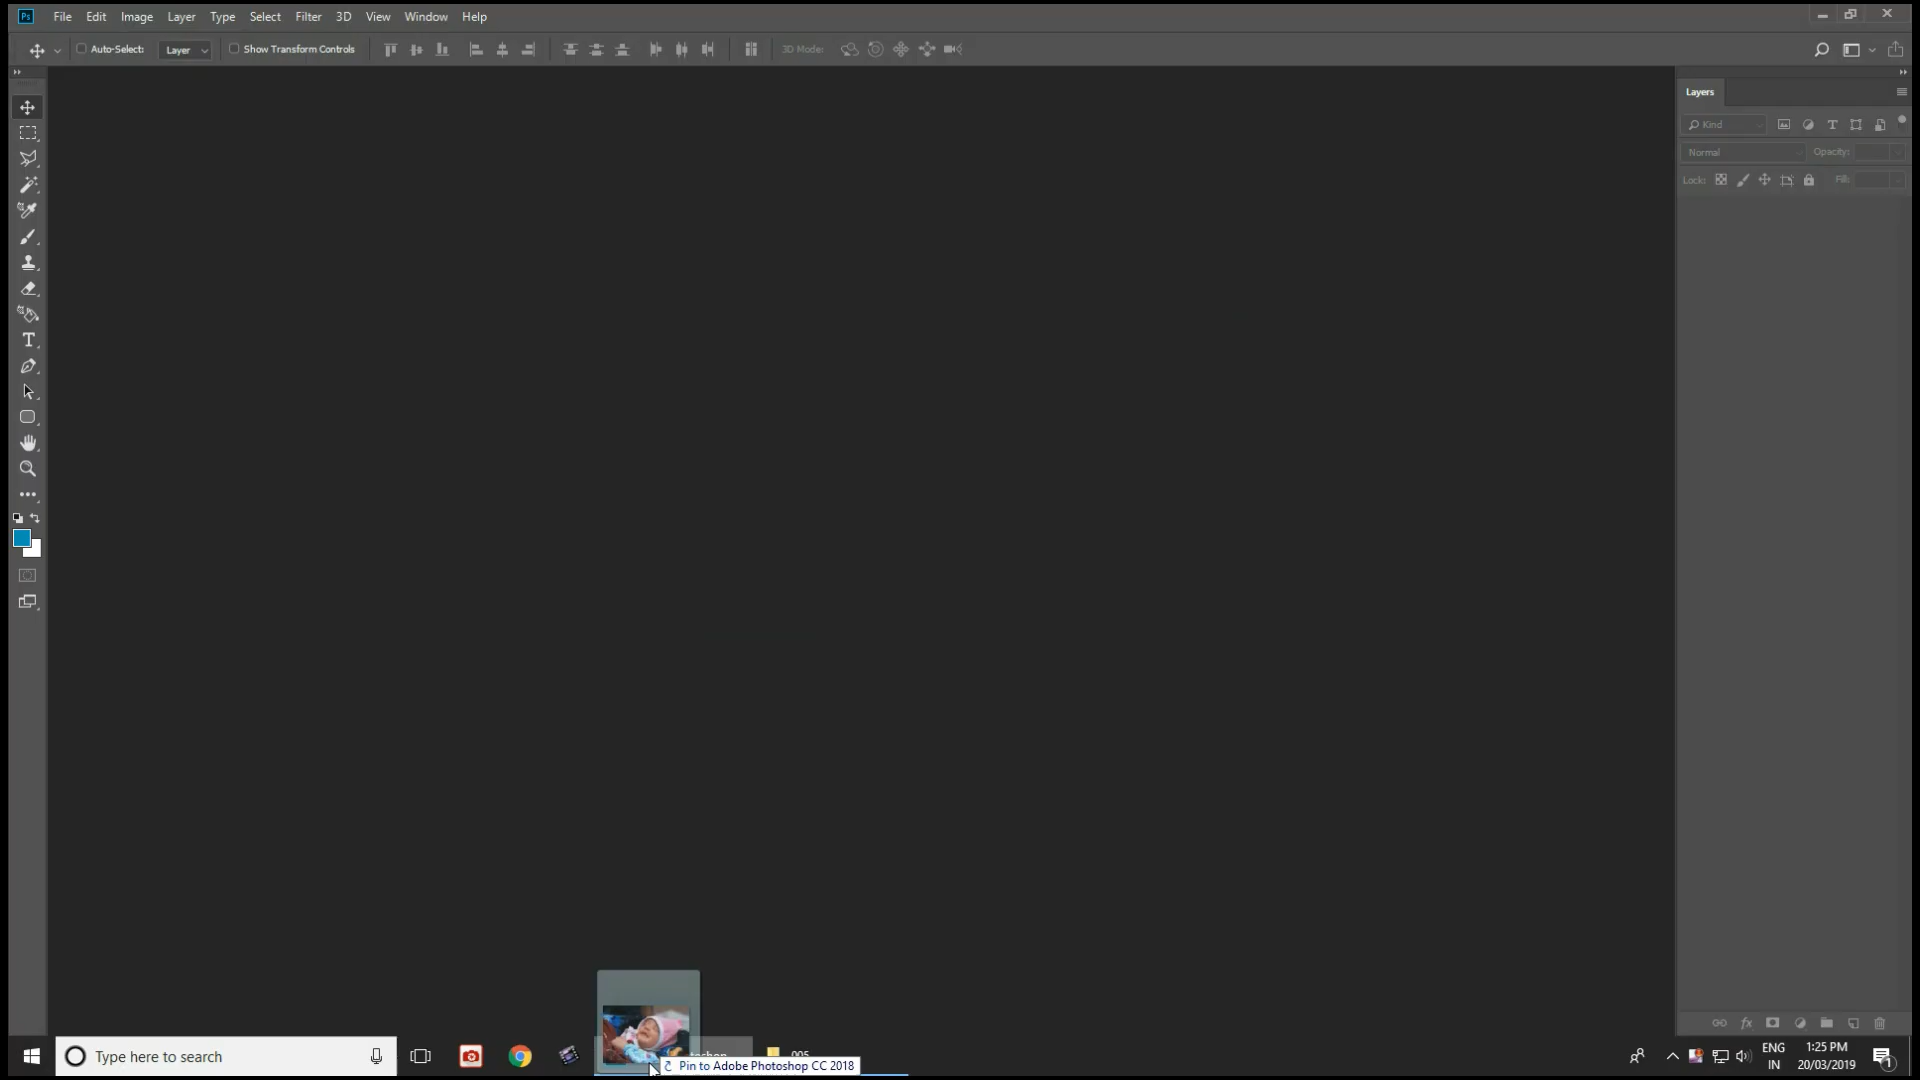 Ps File Edit Image Layer Type Select Filter 3D View Window Help
Auto-Select: Layer Show Transform Controls 3D Mode:
Layers
Kind
Normal Opacity:
Lock: Fill:
Type here to search
005
Pin to Adobe Photoshop CC 2018
ENG
IN
1:25 PM
20/03/2019
1